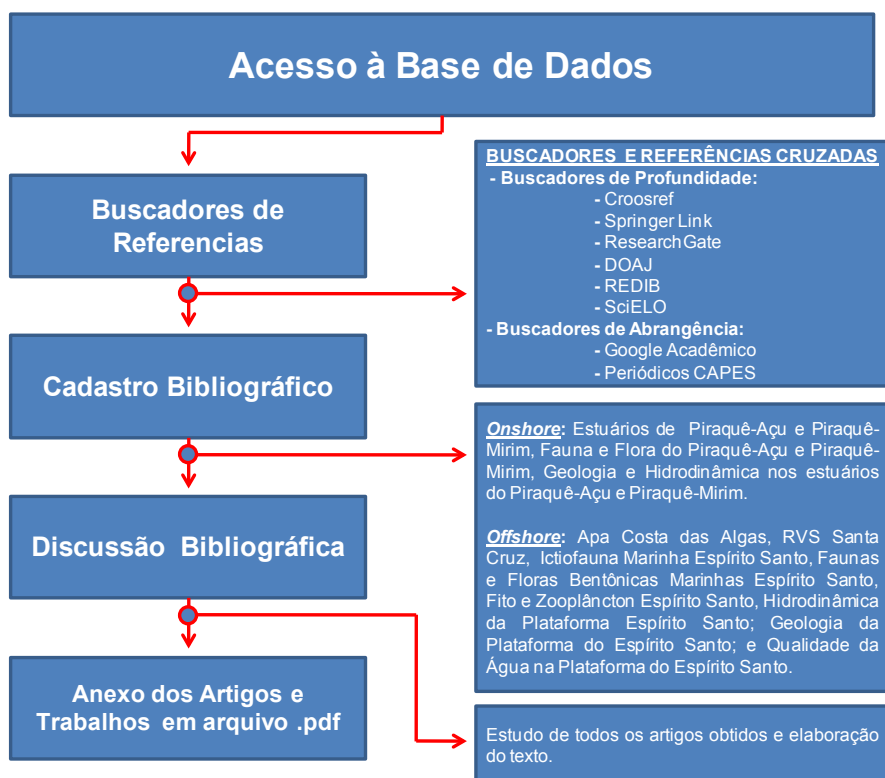 Acesso à Base de Dados
Buscadores de
Referencias
BUSCADORES E REFERÊNCIAS CRUZADAS
- Buscadores de Profundidade:
- Croosref
- Springer Link
- ResearchGate
- DOAJ
- REDIB
- SciELO
- Buscadores de Abrangência:
- Google Acadêmico
- Periódicos CAPES
Cadastro Bibliográfico
Onshore: Estuários de Piraquê-Açu e Piraquê-
Mirim, Fauna e Flora do Piraquê-Açu e Piraquê-
Mirim, Geologia e Hidrodinâmica nos estuários
do Piraquê-Açu e Piraquê-Mirim.
Offshore: Apa Costa das Algas, RVS Santa
Cruz, Ictiofauna Marinha Espírito Santo, Faunas
e Floras Bentônicas Marinhas Espírito Santo,
Fito e Zooplâncton Espírito Santo, Hidrodinâmica
da Plataforma Espírito Santo; Geologia da
Plataforma do Espírito Santo; e Qualidade da
Água na Plataforma do Espírito Santo.
Discussão Bibliográfica
Anexo dos Artigos e
Trabalhos em arquivo .pdf
Estudo de todos os artigos obtidos e elaboração
do texto.